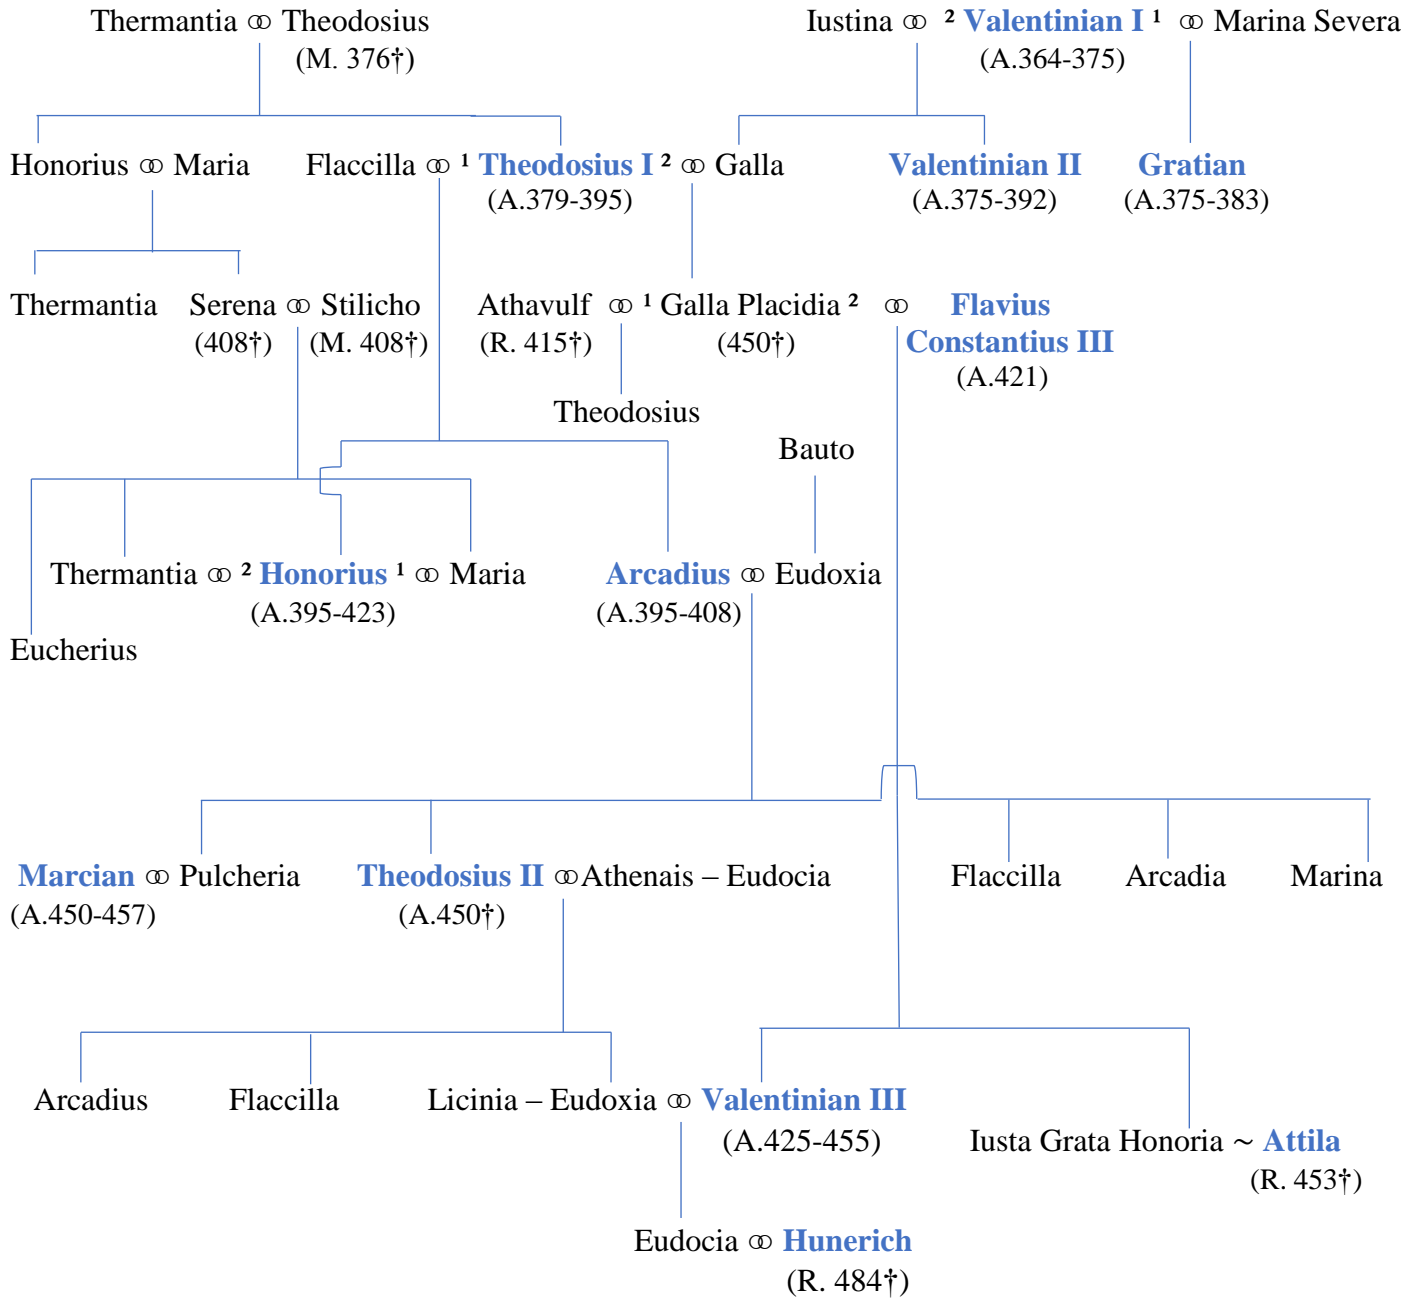 Thermantia ⚭ Theodosius
(M. 376†)
Iustina ⚭ ² Valentinian I ¹ ⚭ Marina Severa
(A.364-375)
Honorius ⚭ Maria
Flaccilla ⚭ ¹ Theodosius I ² ⚭ Galla
(A.379-395)
Valentinian II
(A.375-392)
Gratian
(A.375-383)
Thermantia
Serena ⚭ Stilicho
(408†) (M. 408†)
Athavulf ⚭ ¹ Galla Placidia ² ⚭ Flavius
Constantius III
(R. 415†) (450†)
(A.421)
Theodosius
Bauto
Thermantia ⚭ ² Honorius ¹ ⚭ Maria
(A.395-423)
Arcadius ⚭ Eudoxia
(A.395-408)
Eucherius
Marcian ⚭ Pulcheria
(A.450-457)
Theodosius II ⚭ Athenais – Eudocia
(A.450†)
Flaccilla
Arcadia
Marina
Arcadius
Flaccilla
Licinia – Eudoxia ⚭ Valentinian III
(A.425-455)
Iusta Grata Honoria ~ Attila
(R. 453†)
Eudocia ⚭ Hunerich
(R. 484†)